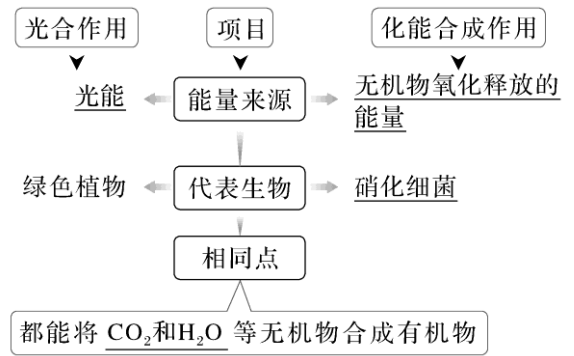 光合作用 项目 化能合成作用
光能 能量来源 无机物氧化释放的
能量
绿色植物 代表生物 硝化细菌
相同点
都能将 CO₂和H₂O 等无机物合成有机物